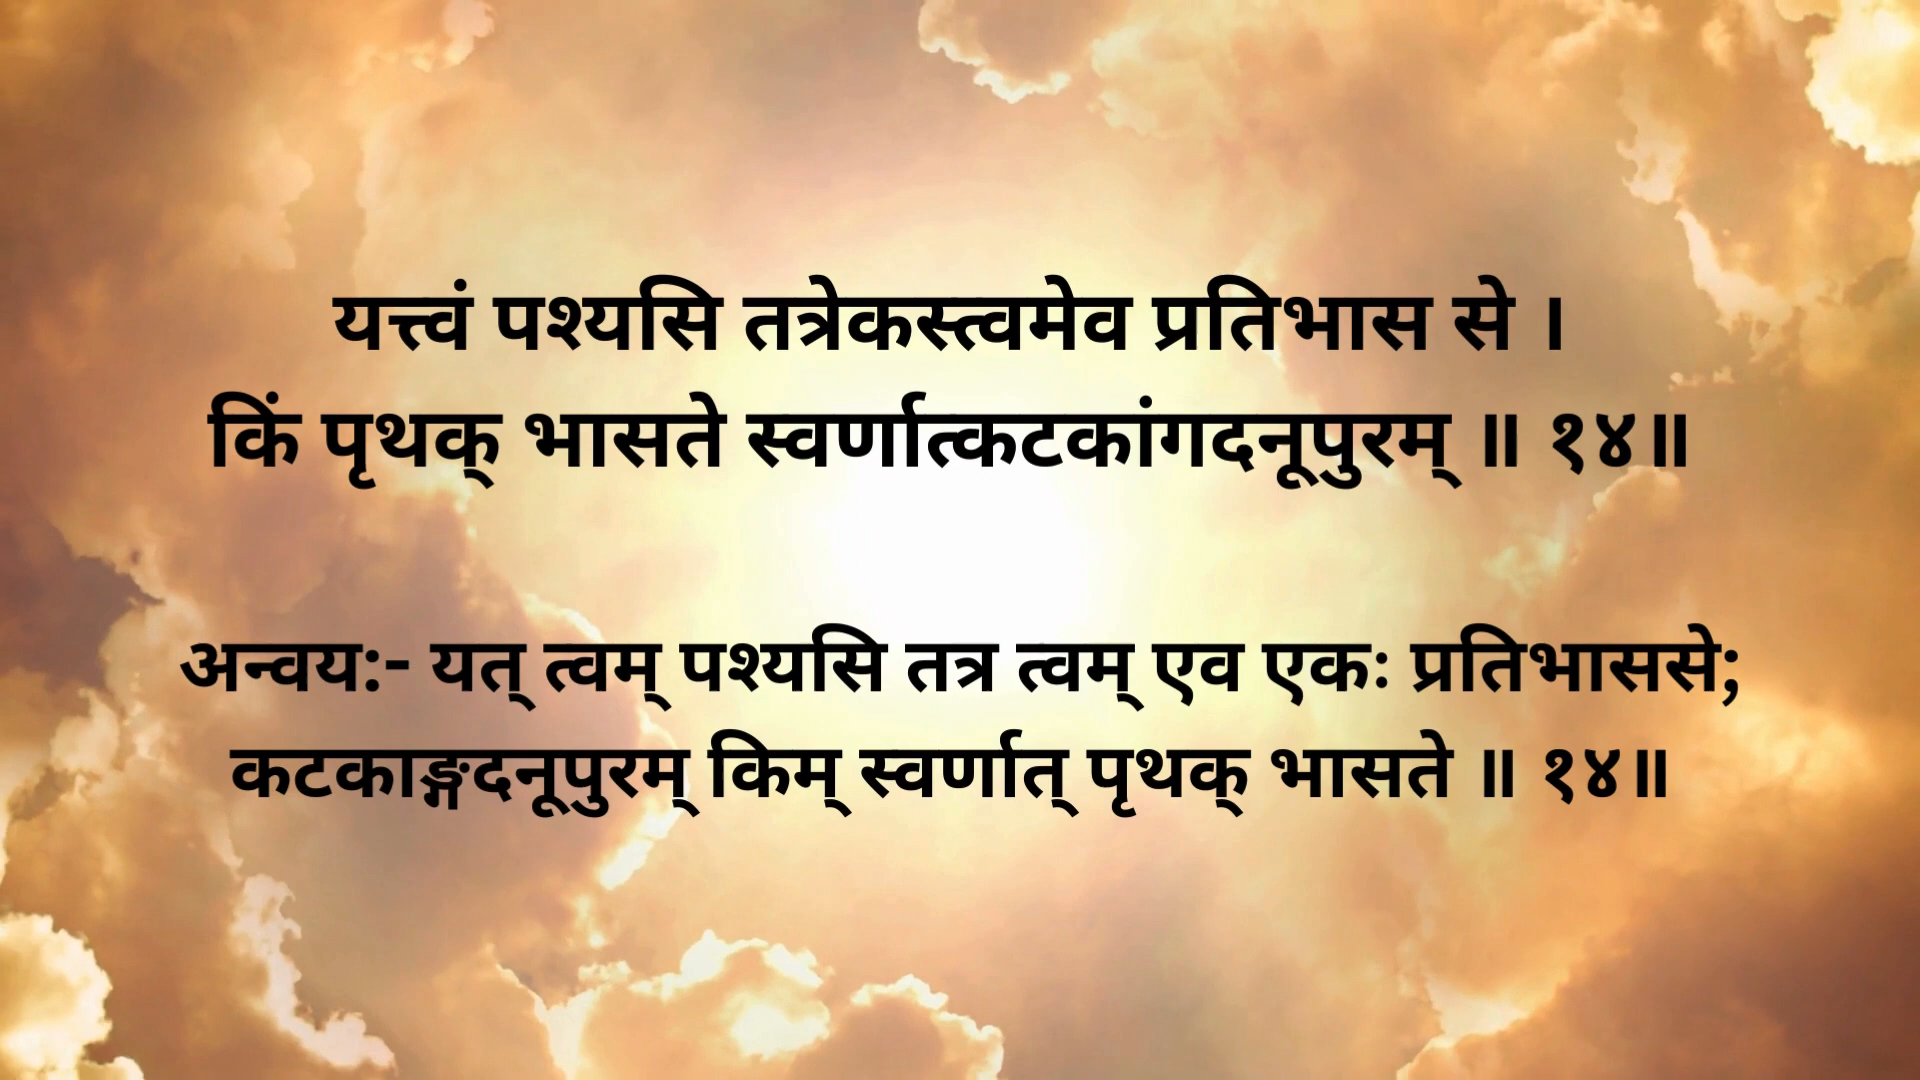 यत्त्वं पश्यसि तत्रेकस्त्वमेव प्रतिभास से ।
किं पृथक् भासते स्वर्णात्कटकांगदनूपुरम् ॥ १४॥
अन्वय:- यत् त्वम् पश्यसि तत्र त्वम् एव एकः प्रतिभाससे;
कटकाङ्गदनूपुरम् किम् स्वर्णात् पृथक् भासते ॥ १४॥